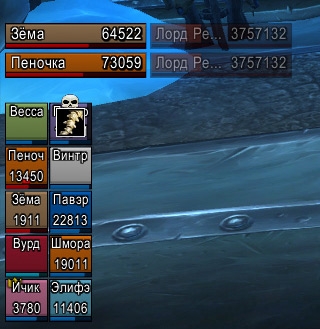 Зёма 64522 Лорд Ре... 3757132
Пеночка 73059 Лорд Ре... 3757132
Весса
Пеноч Винтр
13450
Зёма Павэр
1911 22813
Вурд Шмора
19011
Йчик Элифэ
3780 11406